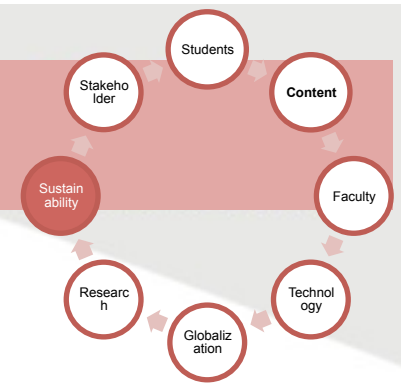 Students
Content
Faculty
Technol
ogy
Globaliz
ation
Researc
h
Sustain
ability
Stakeho
lder